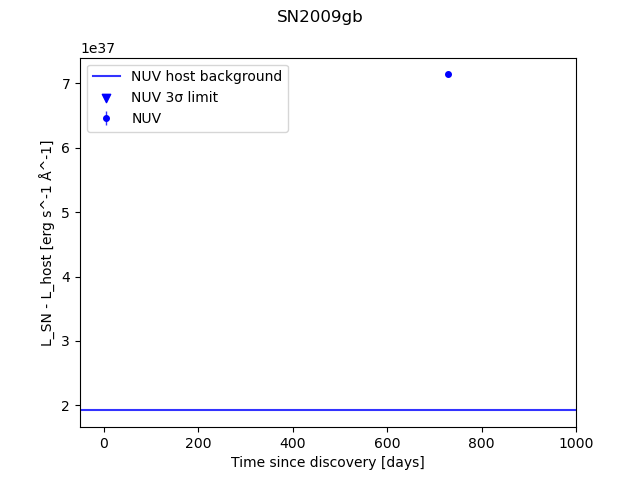 SN2009gb
1e37
NUV host background
NUV 3σ limit
NUV
7
6
5
4
3
2
L_SN - L_host [erg s^-1 Å^-1]
0 200 400 600 800 1000
Time since discovery [days]